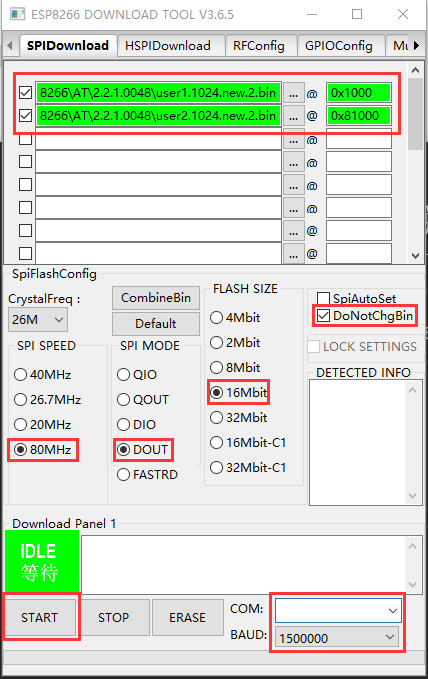 ESP8266 DOWNLOAD TOOL V3.6.5
SPIDownload HSPIDownload RFConfig GPIOConfig Mu
8266\AT\2.2.1.0048\user1.1024.new.2.bin ... @ 0x1000
8266\AT\2.2.1.0048\user2.1024.new.2.bin ... @ 0x81000
... @
... @
... @
... @
... @
... @
SpiFlashConfig
CrystalFreq :
26M
CombineBin
Default
SPI SPEED
40MHz
26.7MHz
20MHz
80MHz
SPI MODE
QIO
QOUT
DIO
DOUT
FASTRD
FLASH SIZE
4Mbit
2Mbit
8Mbit
16Mbit
32Mbit
16Mbit-C1
32Mbit-C1
SpiAutoSet
DoNotChgBin
LOCK SETTINGS
DETECTED INFO
Download Panel 1
IDLE
等待
START STOP ERASE
COM:
BAUD: 1500000